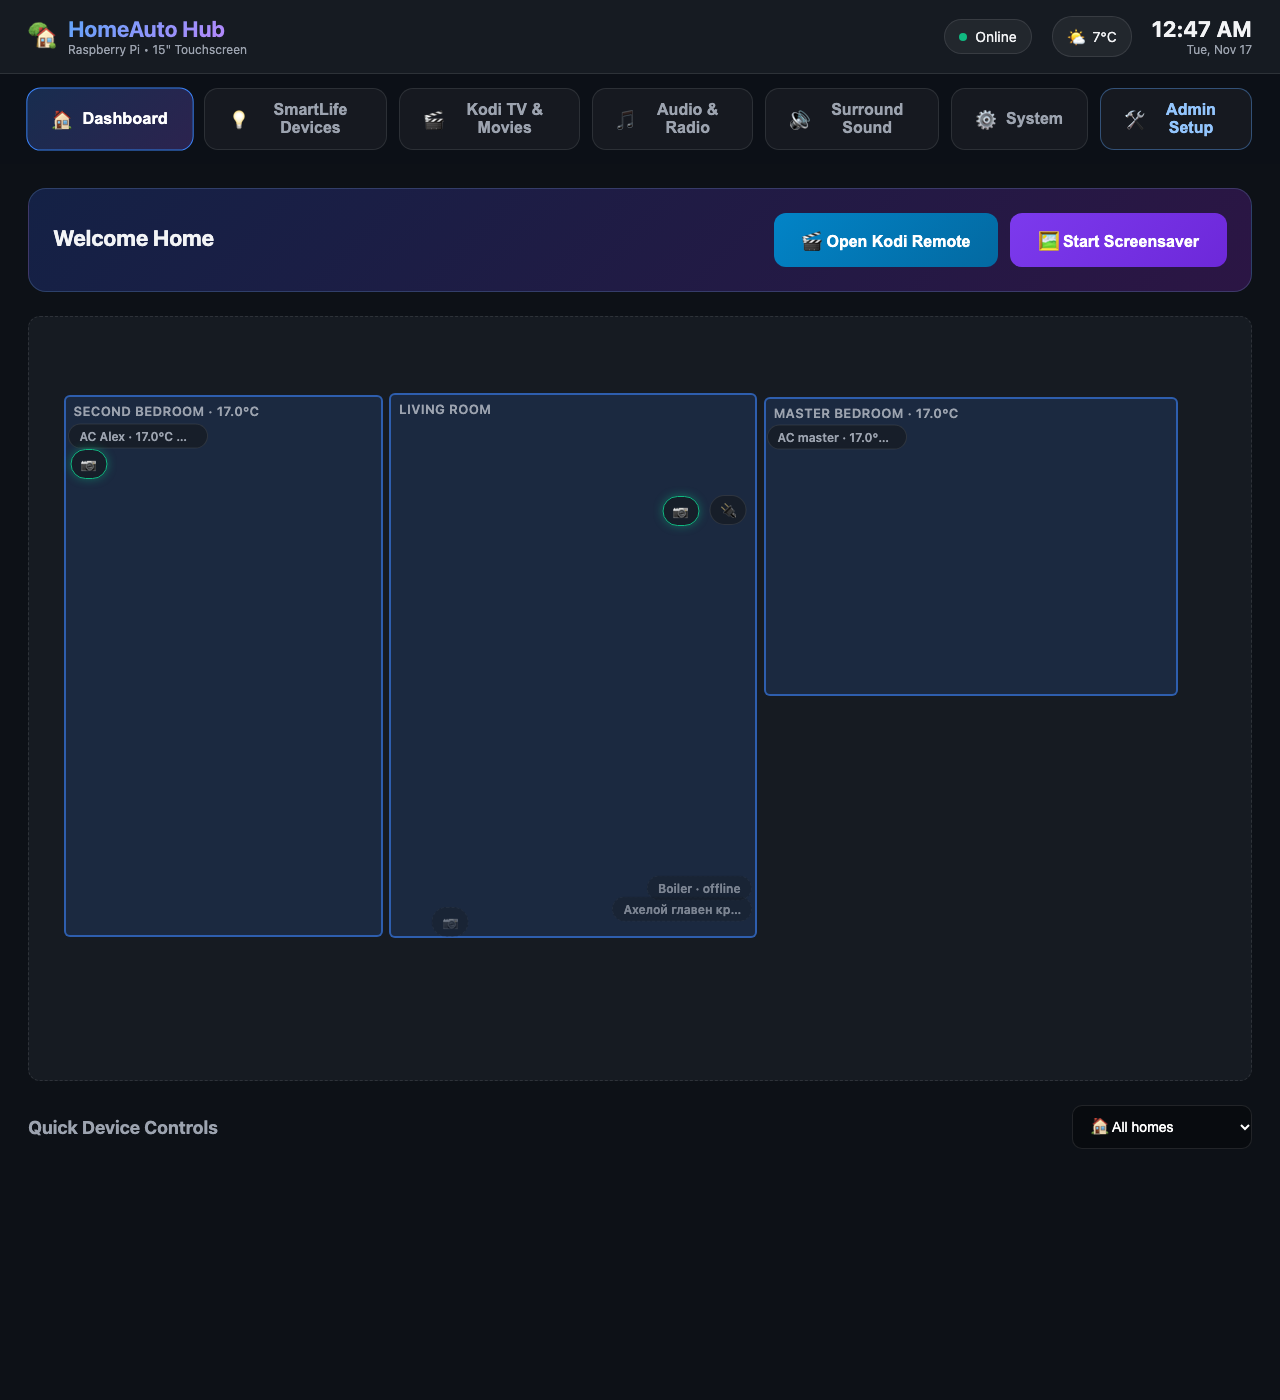 HomeAuto Hub
Raspberry Pi • 15" Touchscreen
Online
7°C
12:47 AM
Tue, Nov 17
Dashboard
SmartLife
Devices
Kodi TV &
Movies
Audio &
Radio
Surround
Sound
System
Admin
Setup
Welcome Home
Open Kodi Remote
Start Screensaver
SECOND BEDROOM · 17.0°C
AC Alex · 17.0°C ...
LIVING ROOM
MASTER BEDROOM · 17.0°C
AC master · 17.0°...
Boiler · offline
Ахелой главен кр...
Quick Device Controls
All homes